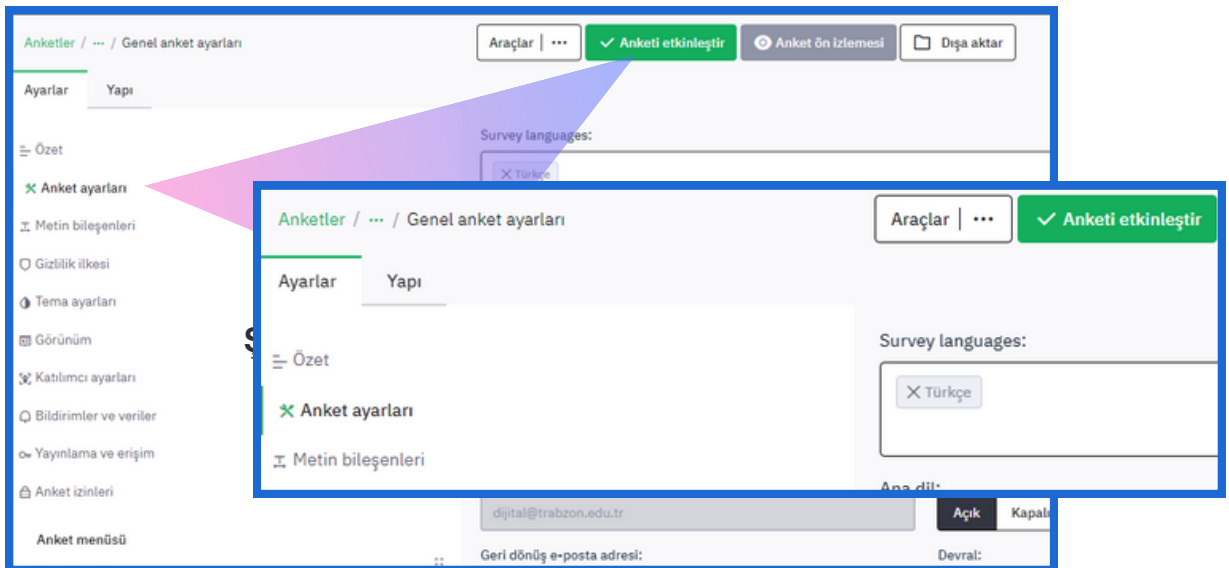 Anketler / ··· / Genel anket ayarları
Araçlar | ···
Anketi etkinleştir
Anket ön izlemesi
Dışa aktar
Ayarlar Yapı
Özet
Anket ayarları
Metin bileşenleri
Gizlilik ilkesi
Tema ayarları
Görünüm
Katılımcı ayarları
Bildirimler ve veriler
Yayınlama ve erişim
Anket izinleri
Anket menüsü
Survey languages:
Türkçe
dijital@trabzon.edu.tr
Geri dönüş e-posta adresi:
Açık
Devral:
Ş
Anketler / ··· / Genel anket ayarları
Araçlar | ···
Anketi etkinleştir
Ayarlar Yapı
Özet
Anket ayarları
Metin bileşenleri
Survey languages:
Türkçe
Ana dil: